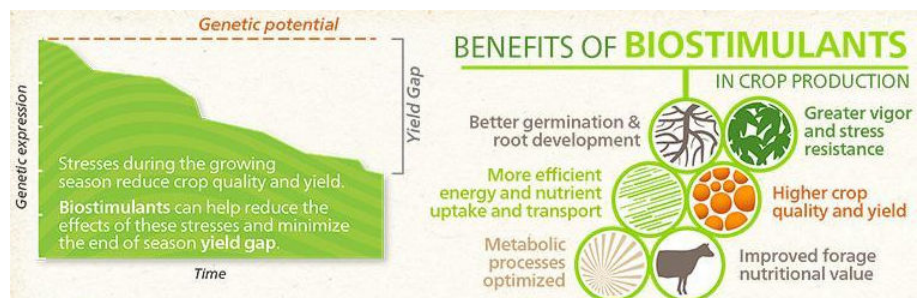 Genetic potential
Genetic expression
Yield Gap
Stresses during the growing
season reduce crop quality and yield.
Biostimulants can help reduce the
effects of these stresses and minimize
the end of season yield gap.
Time
BENEFITS OF BIOSTIMULANTS
IN CROP PRODUCTION
Better germination &
root development
Greater vigor
and stress
resistance
More efficient
energy and nutrient
uptake and transport
Higher crop
quality and yield
Metabolic
processes
optimized
Improved forage
nutritional value